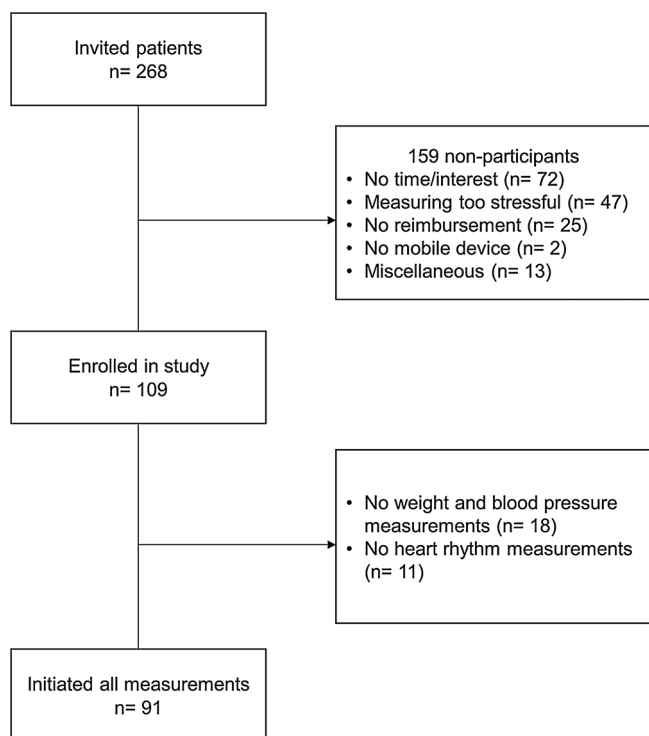 Invited patients
n= 268
159 non-participants
• No time/interest (n= 72)
• Measuring too stressful (n= 47)
• No reimbursement (n= 25)
• No mobile device (n= 2)
• Miscellaneous (n= 13)
Enrolled in study
n= 109
• No weight and blood pressure
measurements (n= 18)
• No heart rhythm measurements
(n= 11)
Initiated all measurements
n= 91